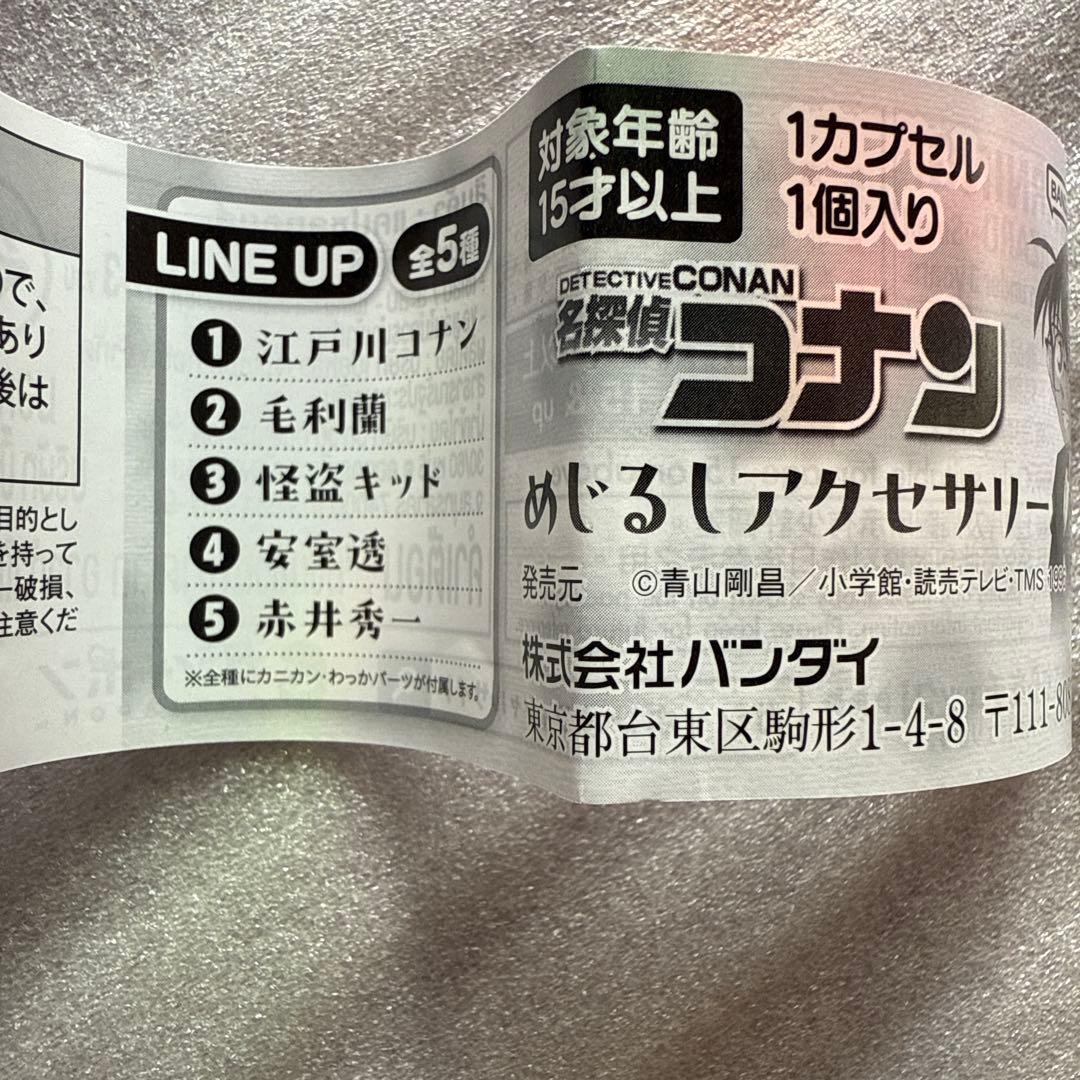 で、
あり
後は
目的とし
を持って
ー破損、
注意くだ
LINE UP 全5種
1 江戸川コナン
2 毛利蘭
3 怪盗キッド
4 安室透
5 赤井秀一
※全種にカニカン・わっかパーツが付属します。
対象年齢
15才以上
1カプセル
1個入り
DETECTIVE CONAN
名探偵
コナン
めじるしアクセサリー
発売元 ©青山剛昌／小学館・読売テレビ・TMS
株式会社バンダイ
東京都台東区駒形1-4-8 〒111-